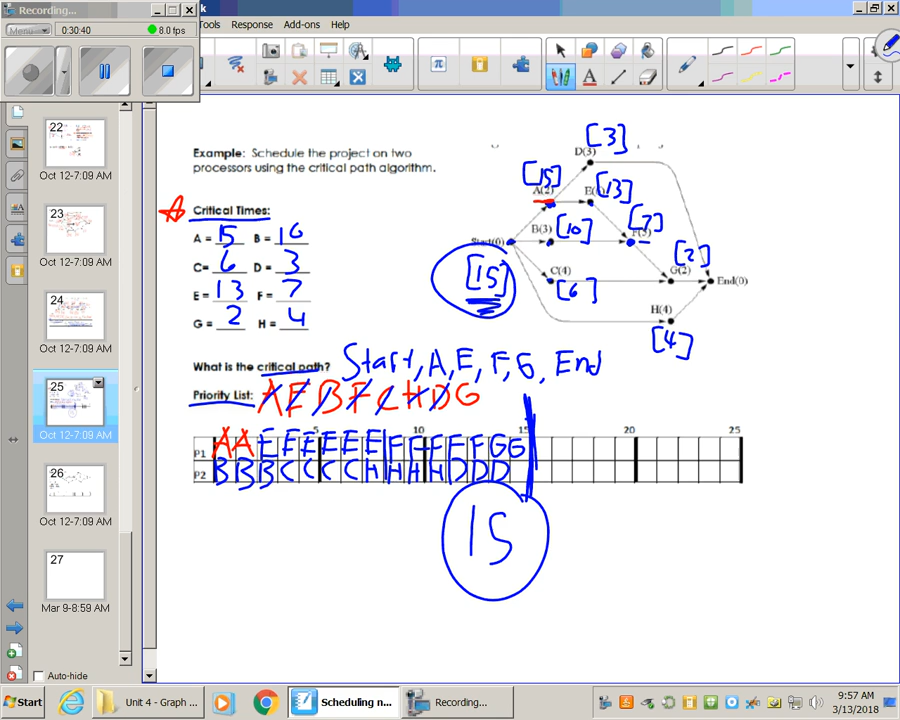 Recording...
Menu
0:30:40
8.0 fps
k
Tools Window Add-ons Help
22
Oct 12-7:09 AM
23
Oct 12-7:09 AM
24
Oct 12-7:09 AM
25
Oct 12-7:09 AM
26
Oct 12-7:09 AM
27
Mar 9-8:59 AM
Auto-hide
Example: Schedule the project on two
processors using the critical path algorithm.
Critical Times:
A = 15 B = 10
C= 6 D = 3
E = 13 F = 7
G = 2 H = 4
[3]
D(3)
[15]
A(2)
[13]
B(3)
[10]
[7]
F(5)
Start(0)
[15]
C(4)
[6]
[2]
G(2)
End(0)
H(4)
[4]
What is the critical path? Start, A, E, F, G, End
Priority List: A E B F C H D G
5 10 15 20 25
P1 A A E E E E E E F F F F F G G
P2 B B B C C C C H H H H D D D
15
Start
Unit 4 - Graph ...
Scheduling n...
Recording...
9:57 AM
3/13/2018